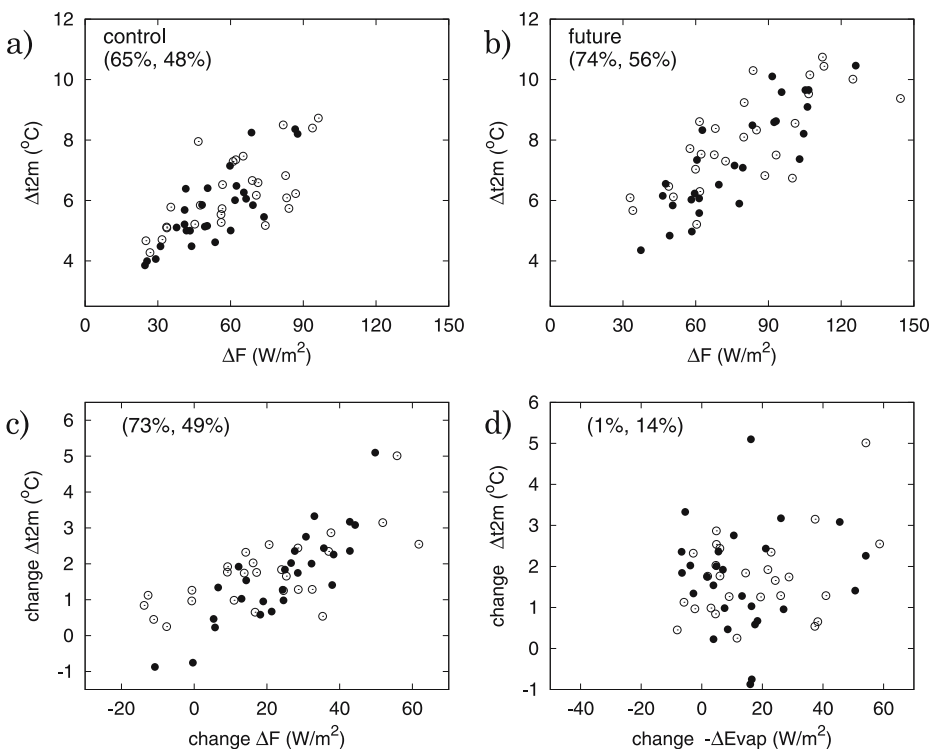 a)
control
(65%, 48%)
12
10
8
6
4
Δt2m (°C)
0 30 60 90 120 150
ΔF (W/m²)
b)
future
(74%, 56%)
12
10
8
6
4
Δt2m (°C)
0 30 60 90 120 150
ΔF (W/m²)
c)
(73%, 49%)
6
5
4
3
2
1
0
-1
change Δt2m (°C)
-20 0 20 40 60
change ΔF (W/m²)
d)
(1%, 14%)
6
5
4
3
2
1
0
-1
change Δt2m (°C)
-40 -20 0 20 40 60
change -ΔEvap (W/m²)